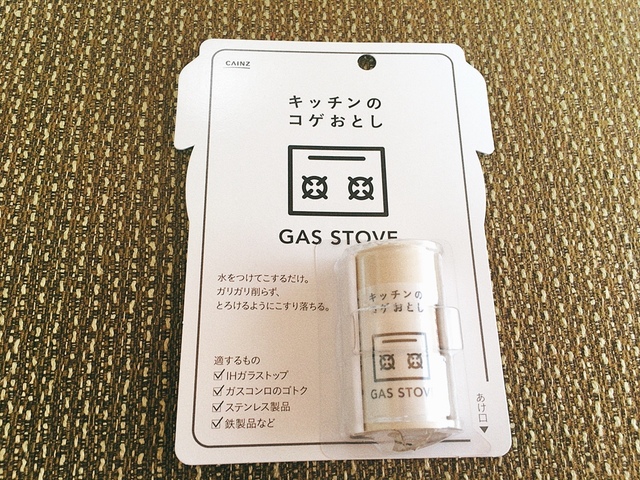 CAINZ
キッチンの
コゲおとし
GAS STOVE
水をつけてこするだけ。
ガリガリ削らず、
とろけるようにこすり落ちる。
適するもの
IHガラストップ
ガスコンロのゴトク
ステンレス製品
鉄製品など
キッチンの
コゲおとし
GAS STOV
あけ口